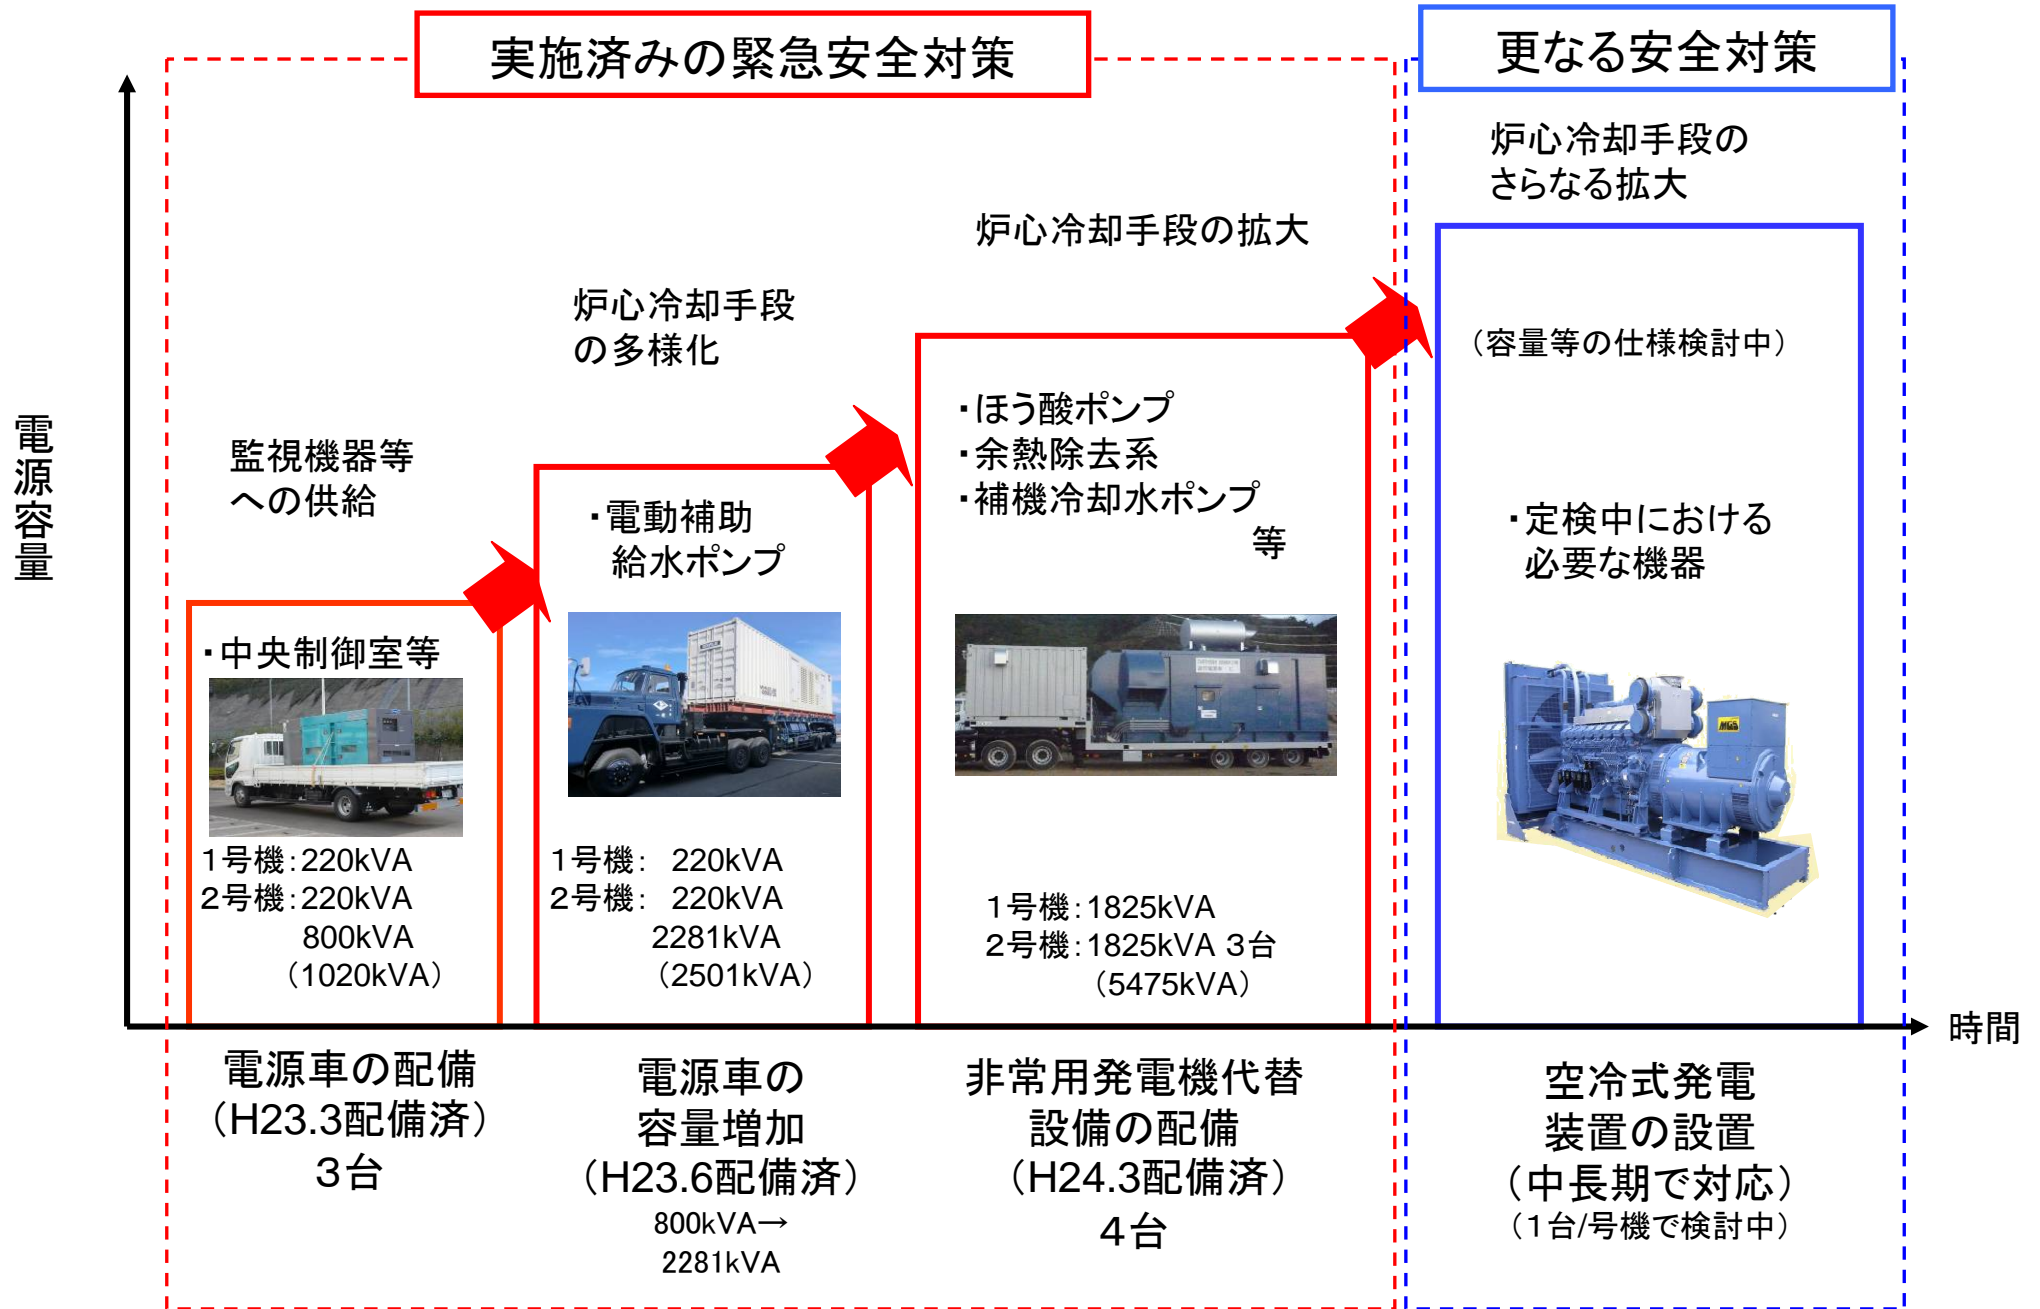 実施済みの緊急安全対策
更なる安全対策
電源容量
監視機器等
への供給
・中央制御室等
1号機：220kVA
2号機：220kVA
800kVA
（1020kVA）
電源車の配備
（H23.3配備済）
3台
炉心冷却手段
の多様化
・電動補助
給水ポンプ
1号機： 220kVA
2号機： 220kVA
2281kVA
（2501kVA）
電源車の
容量増加
（H23.6配備済）
800kVA→
2281kVA
炉心冷却手段の拡大
・ほう酸ポンプ
・余熱除去系
・補機冷却水ポンプ
等
1号機：1825kVA
2号機：1825kVA 3台
（5475kVA）
非常用発電機代替
設備の配備
（H24.3配備済）
4台
炉心冷却手段の
さらなる拡大
（容量等の仕様検討中）
・定検中における
必要な機器
MGS
空冷式発電
装置の設置
（中長期で対応）
（1台/号機で検討中）
時間